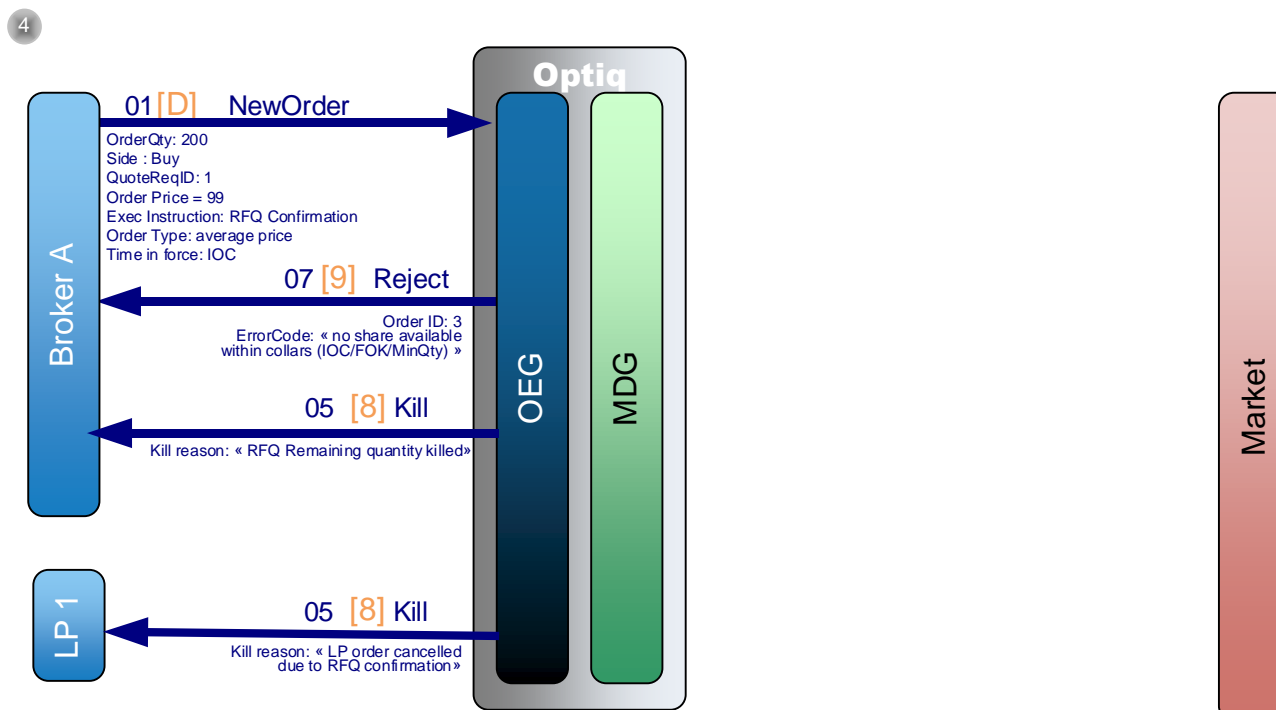 4
Optiq
01 [D] NewOrder
OrderQty: 200
Side : Buy
QuoteReqID: 1
Order Price = 99
Exec Instruction: RFQ Confirmation
Order Type: average price
Time in force: IOC
Broker A
07 [9] Reject
Order ID: 3
ErrorCode: « no share available
within collars (IOC/FOK/MinQty) »
OEG
MDG
Market
05 [8] Kill
Kill reason: « RFQ Remaining quantity killed»
LP 1
05 [8] Kill
Kill reason: « LP order cancelled
due to RFQ confirmation»